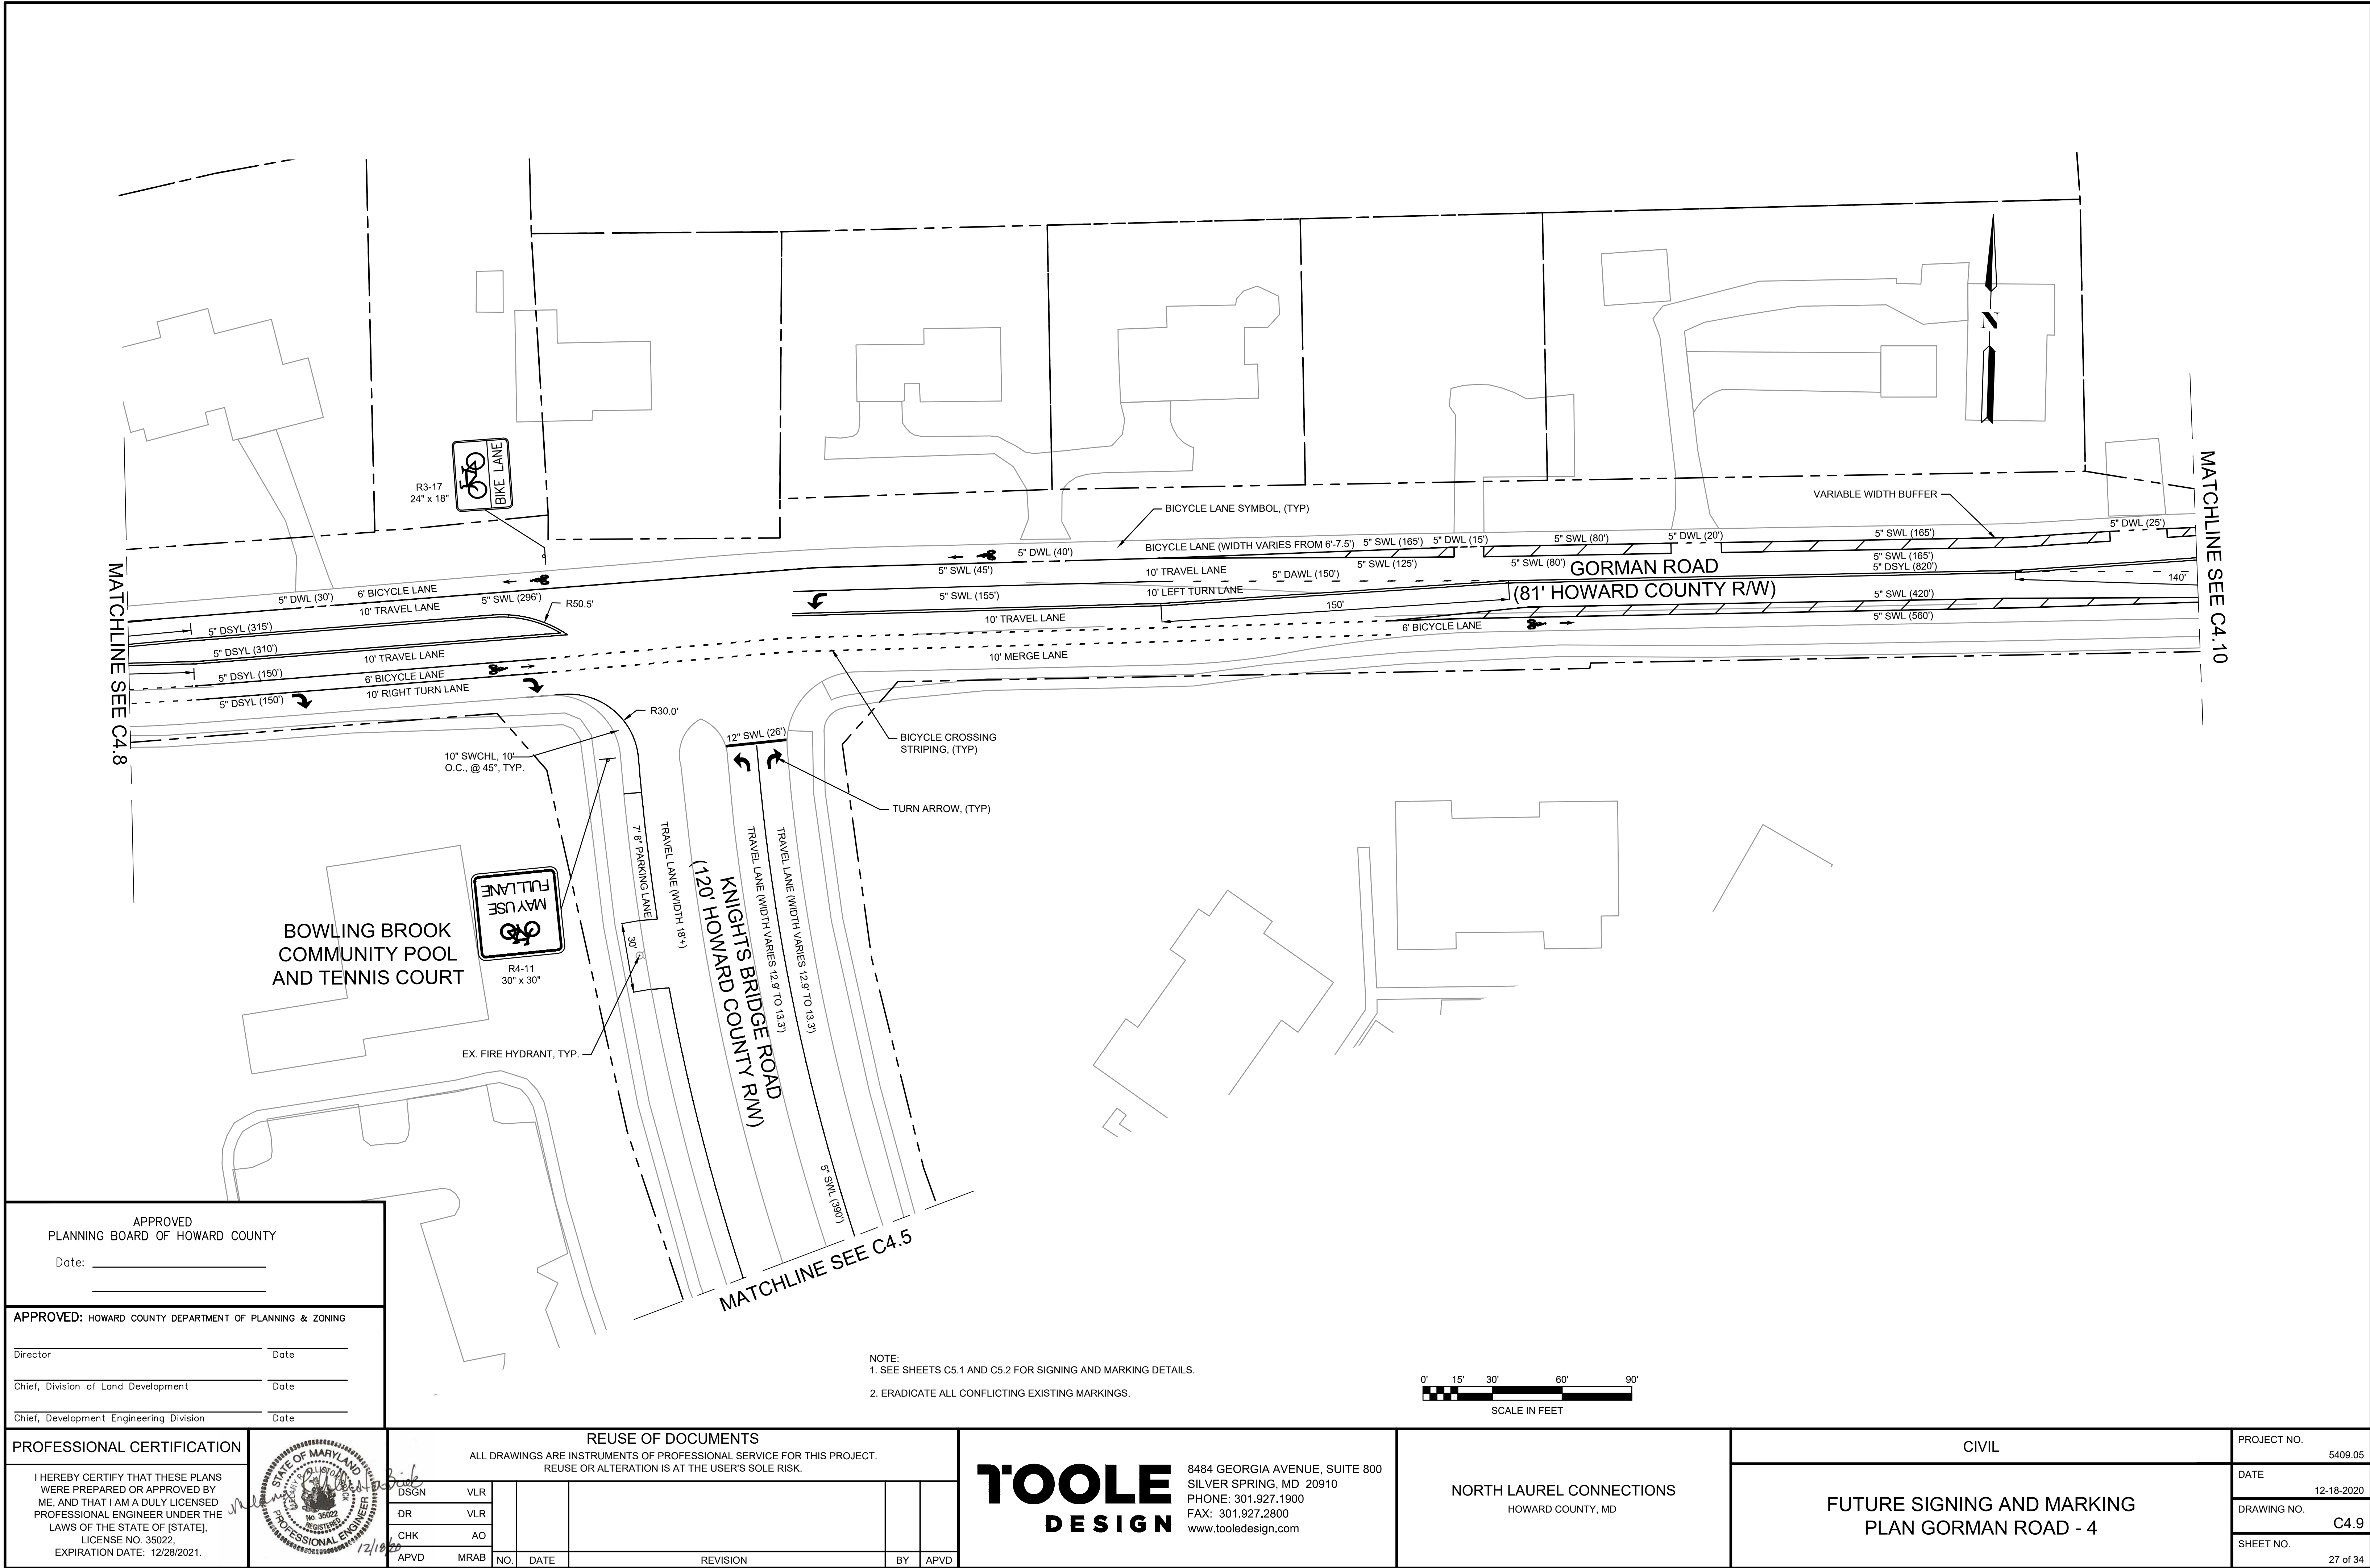 R3-17
24" x 18"
BIKE LANE
BICYCLE LANE SYMBOL, (TYP)
VARIABLE WIDTH BUFFER
MATCHLINE SEE C4.8
MATCHLINE SEE C4.10
N
5" DWL (30')
6' BICYCLE LANE
10' TRAVEL LANE
5" SWL (296')
R50.5'
5" DSYL (315')
5" DSYL (310')
10' TRAVEL LANE
5" DSYL (150')
6' BICYCLE LANE
5" DSYL (150')
10' RIGHT TURN LANE
5" DWL (40')
BICYCLE LANE (WIDTH VARIES FROM 6'-7.5')
5" SWL (165')
5" DWL (15')
5" SWL (80')
5" DWL (20')
5" SWL (165')
5" DWL (25')
5" SWL (45')
10' TRAVEL LANE
5" DAWL (150')
5" SWL (125')
5" SWL (80')
GORMAN ROAD
(81' HOWARD COUNTY R/W)
5" SWL (165')
5" DSYL (820')
140'
5" SWL (155')
10' LEFT TURN LANE
150'
10' TRAVEL LANE
5" SWL (420')
5" SWL (560')
6' BICYCLE LANE
10' MERGE LANE
R30.0'
10" SWCHL, 10'
O.C., @ 45°, TYP.
12" SWL (26')
BICYCLE CROSSING
STRIPING, (TYP)
TURN ARROW, (TYP)
7' 8" PARKING LANE
TRAVEL LANE (WIDTH 18'+)
TRAVEL LANE (WIDTH VARIES 12.9' TO 13.3')
TRAVEL LANE (WIDTH VARIES 12.9' TO 13.3')
KNIGHTS BRIDGE ROAD
(120' HOWARD COUNTY R/W)
30'
MAY USE
FULL LANE
R4-11
30" x 30"
BOWLING BROOK
COMMUNITY POOL
AND TENNIS COURT
EX. FIRE HYDRANT, TYP.
5" SWL (390')
MATCHLINE SEE C4.5
APPROVED
PLANNING BOARD OF HOWARD COUNTY
Date:
APPROVED: HOWARD COUNTY DEPARTMENT OF PLANNING & ZONING
Director Date
Chief, Division of Land Development Date
Chief, Development Engineering Division Date
NOTE:
1. SEE SHEETS C5.1 AND C5.2 FOR SIGNING AND MARKING DETAILS.
2. ERADICATE ALL CONFLICTING EXISTING MARKINGS.
0' 15' 30' 60' 90'
SCALE IN FEET
PROFESSIONAL CERTIFICATION
I HEREBY CERTIFY THAT THESE PLANS
WERE PREPARED OR APPROVED BY
ME, AND THAT I AM A DULY LICENSED
PROFESSIONAL ENGINEER UNDER THE
LAWS OF THE STATE OF [STATE],
LICENSE NO. 35022,
EXPIRATION DATE: 12/28/2021.
STATE OF MARYLAND
No. 35022
REGISTERED
PROFESSIONAL ENGINEER
12/18/20
REUSE OF DOCUMENTS
ALL DRAWINGS ARE INSTRUMENTS OF PROFESSIONAL SERVICE FOR THIS PROJECT.
REUSE OR ALTERATION IS AT THE USER'S SOLE RISK.
DSGN VLR
DR VLR
CHK AO
APVD MRAB
NO. DATE REVISION BY APVD
TOOLE
DESIGN
8484 GEORGIA AVENUE, SUITE 800
SILVER SPRING, MD 20910
PHONE: 301.927.1900
FAX: 301.927.2800
www.tooledesign.com
NORTH LAUREL CONNECTIONS
HOWARD COUNTY, MD
CIVIL
FUTURE SIGNING AND MARKING
PLAN GORMAN ROAD - 4
PROJECT NO.
5409.05
DATE
12-18-2020
DRAWING NO.
C4.9
SHEET NO.
27 of 34